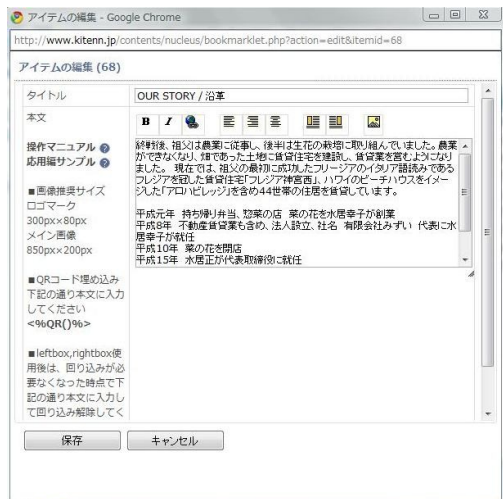 アイテムの編集 - Google Chrome
http://www.kitenn.jp/contents/nucleus/bookmarklet.php?action=edit&itemid=68
アイテムの編集 (68)
タイトル
OUR STORY / 沿革
本文
B I
操作マニュアル ?
応用編サンプル ?
■画像推奨サイズ
ロゴマーク
300px×80px
メイン画像
850px×200px
■QRコード埋め込み
下記の通り本文に入力
してください
<%QR()%>
■leftbox,rightbox使
用後は、回り込みが必
要なくなった時点で下
記の通り本文に入力し
て回り込み解除してく
終戦後、祖父は農業に従事し、後半は生花の栽培に取り組んでいました。農業
ができなくなり、畑であった土地に賃貸住宅を建設し、賃貸業を営むようになり
ました。 現在では、祖父の最初に成功したフリージアのイタリア語読みである
フレジアを冠した賃貸住宅「フレジア神宮西」、ハワイのビーチハウスをイメー
ジした「アロハビレッジ」を含め44世帯の住居を賃貸しています。
平成元年 持ち帰り弁当、惣菜の店 菜の花を水居幸子が創業
平成8年 不動産賃貸業も含め、法人設立、社名 有限会社みずい 代表に水
居幸子が就任
平成10年 菜の花を閉店
平成15年 水居正が代表取締役に就任
保存
キャンセル